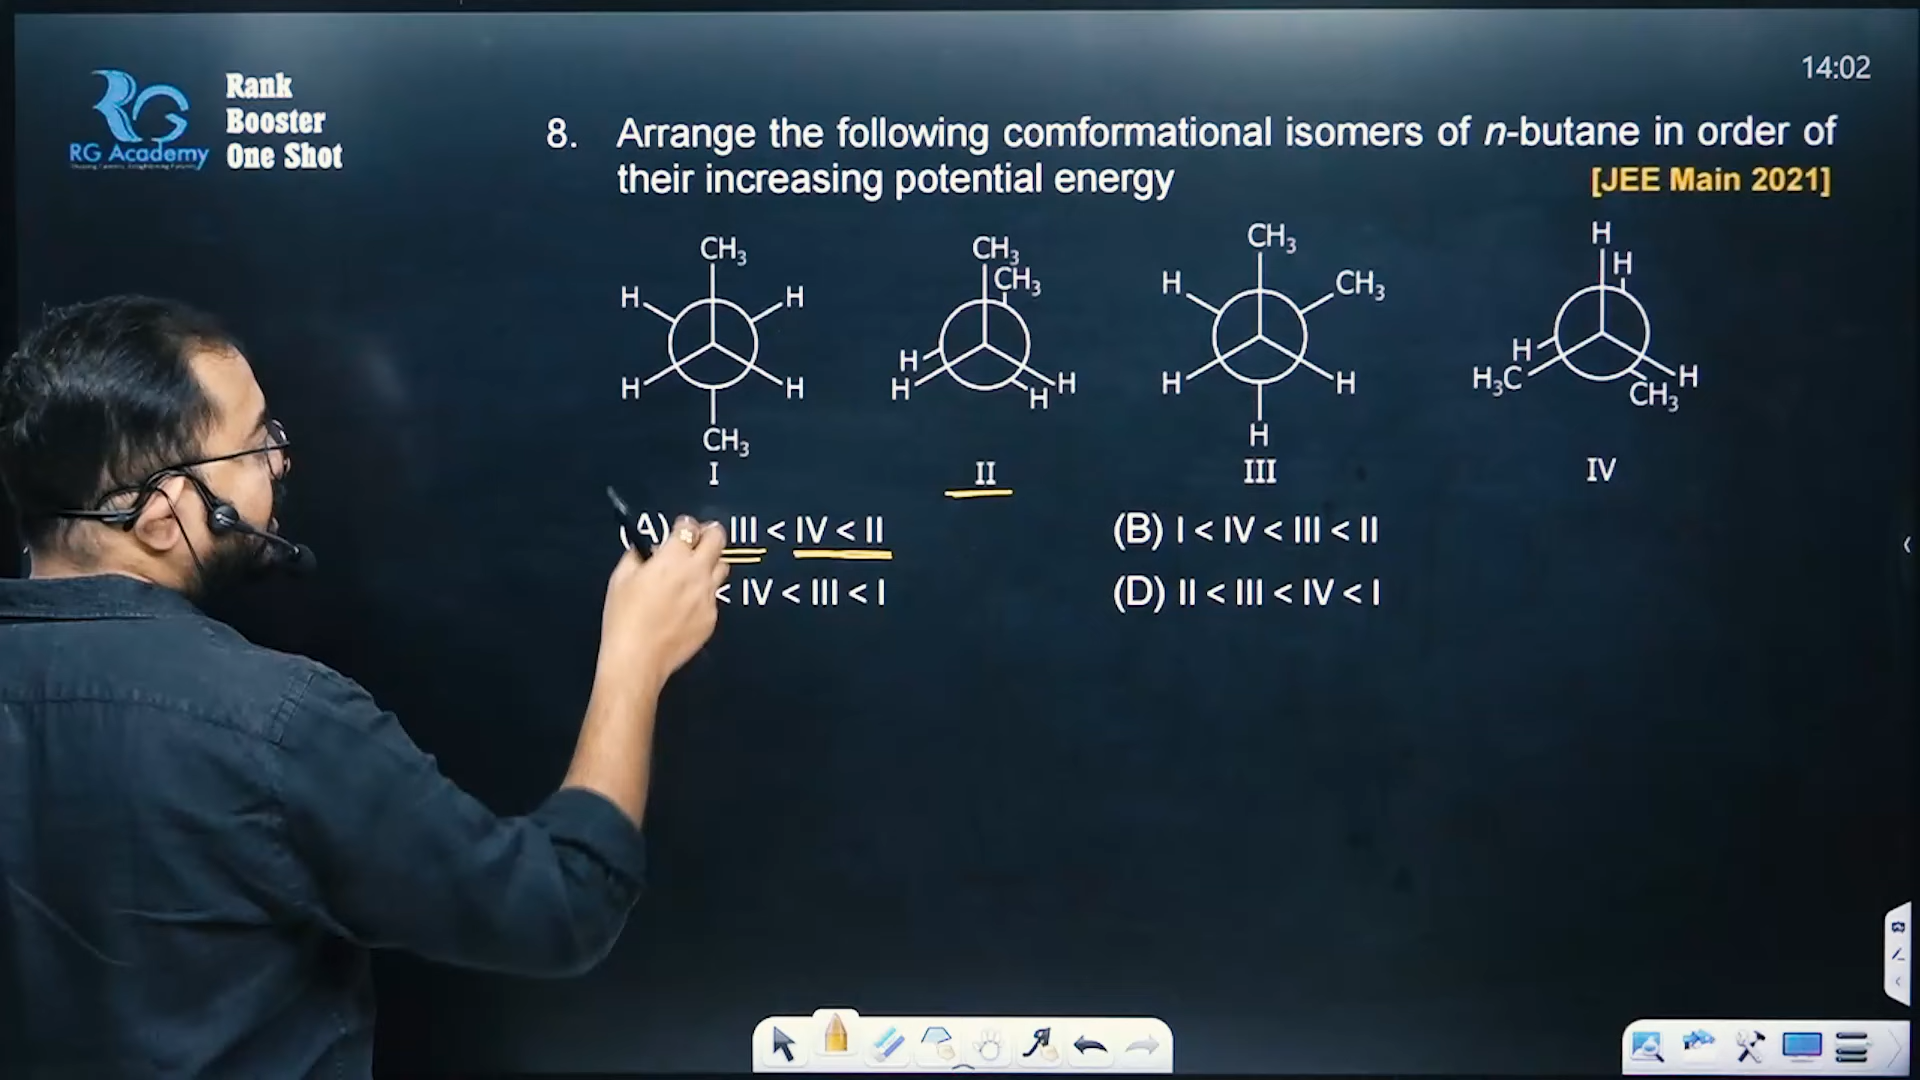 14:02
RG Academy
Rank
Booster
One Shot
8. Arrange the following comformational isomers of n-butane in order of
their increasing potential energy [JEE Main 2021]
CH3
H H
H H
CH3
I
CH3
CH3
H
H
H
H
II
CH3
H CH3
H H
H
III
H
H
H
H3C
H
CH3
IV
A) < III < IV < II
(B) I < IV < III < II
< IV < III < I
(D) II < III < IV < I